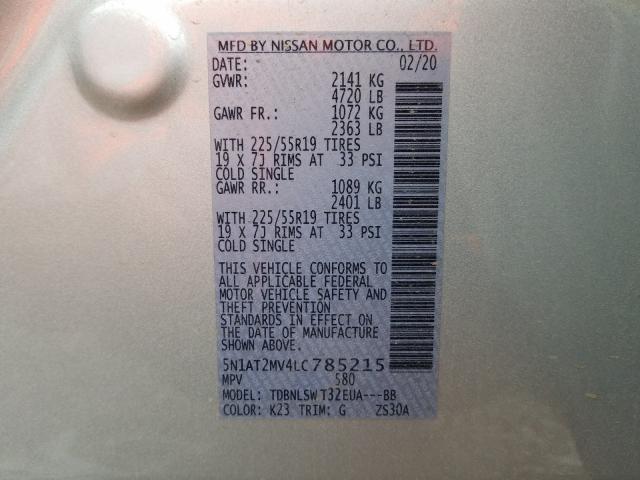 MFD BY NISSAN MOTOR CO., LTD.
DATE: 02/20
GVWR: 2141 KG
4720 LB
GAWR FR.: 1072 KG
2363 LB
WITH 225/55R19 TIRES
19 X 7J RIMS AT 33 PSI
COLD SINGLE
GAWR RR.: 1089 KG
2401 LB
WITH 225/55R19 TIRES
19 X 7J RIMS AT 33 PSI
COLD SINGLE
THIS VEHICLE CONFORMS TO
ALL APPLICABLE FEDERAL
MOTOR VEHICLE SAFETY AND
THEFT PREVENTION
STANDARDS IN EFFECT ON
THE DATE OF MANUFACTURE
SHOWN ABOVE.
5N1AT2MV4LC785215
MPV 580
MODEL: TDBNLSW T32EUA---BB
COLOR: K23 TRIM: G ZS30A